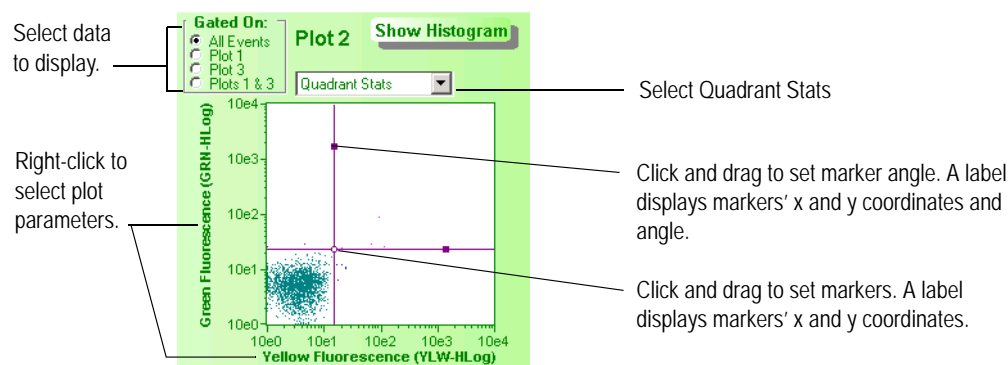 Select data
to display.
Gated On:
All Events
Plot 1
Plot 3
Plots 1 & 3
Plot 2
Show Histogram
Quadrant Stats
Select Quadrant Stats
Right-click to
select plot
parameters.
Green Fluorescence (GRN-HLog)
10e4
10e3
10e2
10e1
10e0
10e0 10e1 10e2 10e3 10e4
Yellow Fluorescence (YLW-HLog)
Click and drag to set marker angle. A label
displays markers’ x and y coordinates and
angle.
Click and drag to set markers. A label
displays markers’ x and y coordinates.